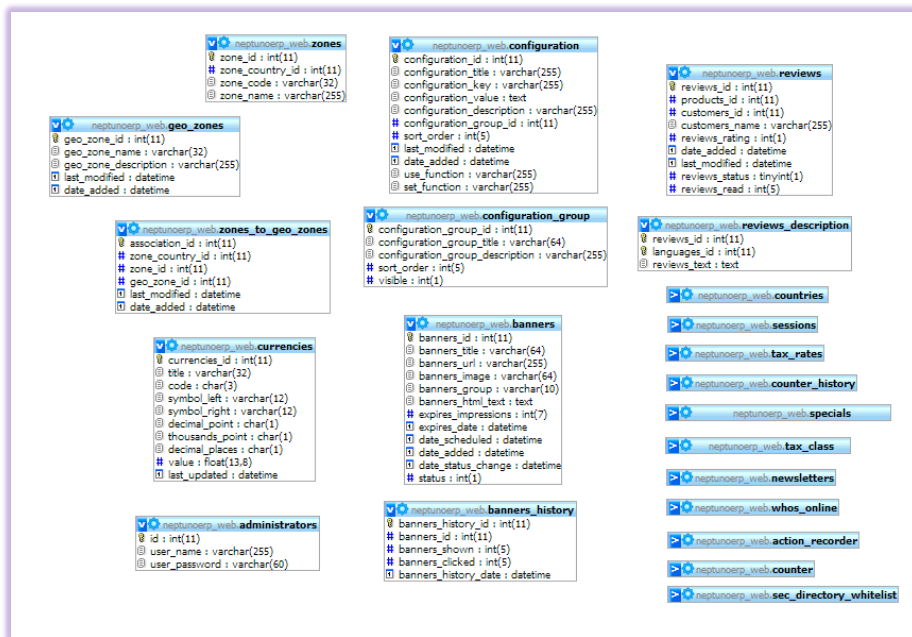 neptunoerp_web.zones
zone_id : int(11)
zone_country_id : int(11)
zone_code : varchar(32)
zone_name : varchar(255)
neptunoerp_web.geo_zones
geo_zone_id : int(11)
geo_zone_name : varchar(32)
geo_zone_description : varchar(255)
last_modified : datetime
date_added : datetime
neptunoerp_web.zones_to_geo_zones
association_id : int(11)
zone_country_id : int(11)
zone_id : int(11)
geo_zone_id : int(11)
last_modified : datetime
date_added : datetime
neptunoerp_web.currencies
currencies_id : int(11)
title : varchar(32)
code : char(3)
symbol_left : varchar(12)
symbol_right : varchar(12)
decimal_point : char(1)
thousands_point : char(1)
decimal_places : char(1)
value : float(13,8)
last_updated : datetime
neptunoerp_web.administrators
id : int(11)
user_name : varchar(255)
user_password : varchar(60)
neptunoerp_web.configuration
configuration_id : int(11)
configuration_title : varchar(255)
configuration_key : varchar(255)
configuration_value : text
configuration_description : varchar(255)
configuration_group_id : int(11)
sort_order : int(5)
last_modified : datetime
date_added : datetime
use_function : varchar(255)
set_function : varchar(255)
neptunoerp_web.configuration_group
configuration_group_id : int(11)
configuration_group_title : varchar(64)
configuration_group_description : varchar(255)
sort_order : int(5)
visible : int(1)
neptunoerp_web.banners
banners_id : int(11)
banners_title : varchar(64)
banners_url : varchar(255)
banners_image : varchar(64)
banners_group : varchar(10)
banners_html_text : text
expires_impressions : int(7)
expires_date : datetime
date_scheduled : datetime
date_added : datetime
date_status_change : datetime
status : int(1)
neptunoerp_web.banners_history
banners_history_id : int(11)
banners_id : int(11)
banners_shown : int(5)
banners_clicked : int(5)
banners_history_date : datetime
neptunoerp_web.reviews
reviews_id : int(11)
products_id : int(11)
customers_id : int(11)
customers_name : varchar(255)
reviews_rating : int(1)
date_added : datetime
last_modified : datetime
reviews_status : tinyint(1)
reviews_read : int(5)
neptunoerp_web.reviews_description
reviews_id : int(11)
languages_id : int(11)
reviews_text : text
neptunoerp_web.countries
neptunoerp_web.sessions
neptunoerp_web.tax_rates
neptunoerp_web.counter_history
neptunoerp_web.specials
neptunoerp_web.tax_class
neptunoerp_web.newsletters
neptunoerp_web.whos_online
neptunoerp_web.action_recorder
neptunoerp_web.counter
neptunoerp_web.sec_directory_whitelist